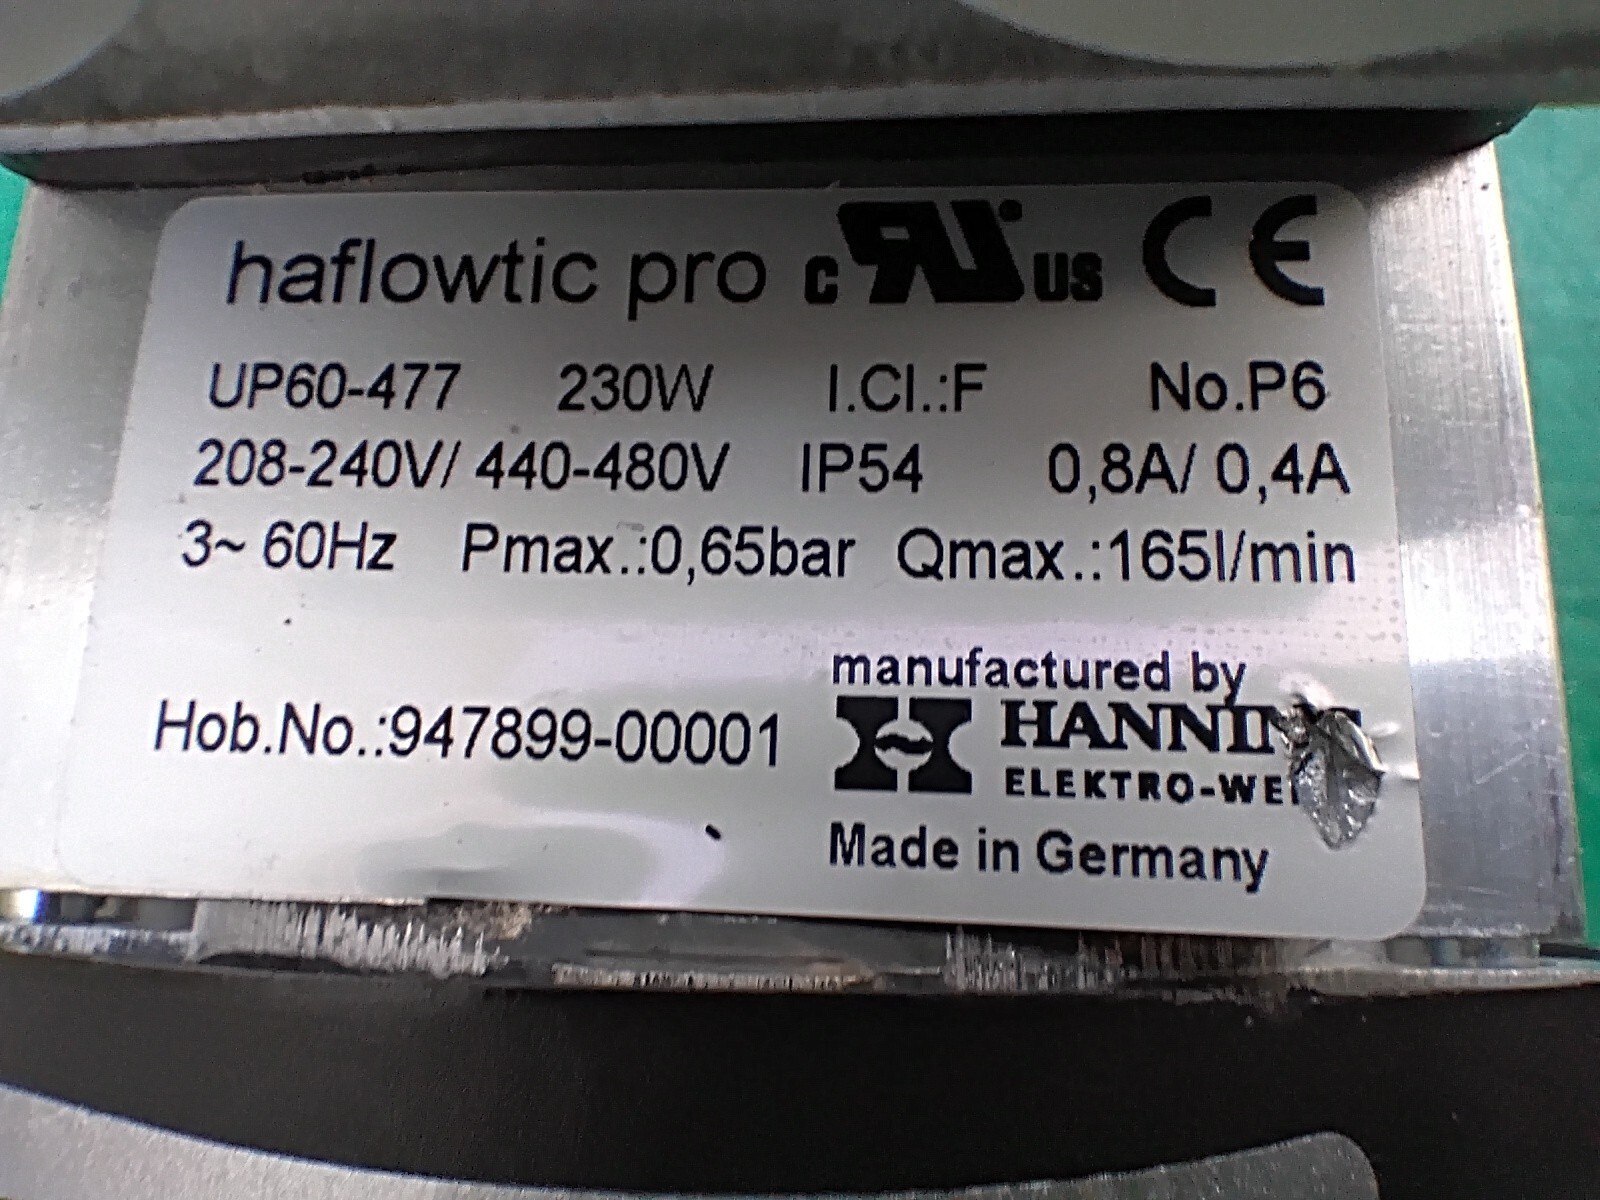 haflowtic pro c UR US CE
UP60-477 230W I.Cl.:F No.P6
208-240V/ 440-480V IP54 0,8A/ 0,4A
3~ 60Hz Pmax.:0,65bar Qmax.:165l/min
manufactured by
Hob.No.:947899-00001
ELEKTRO-
Made in Germany